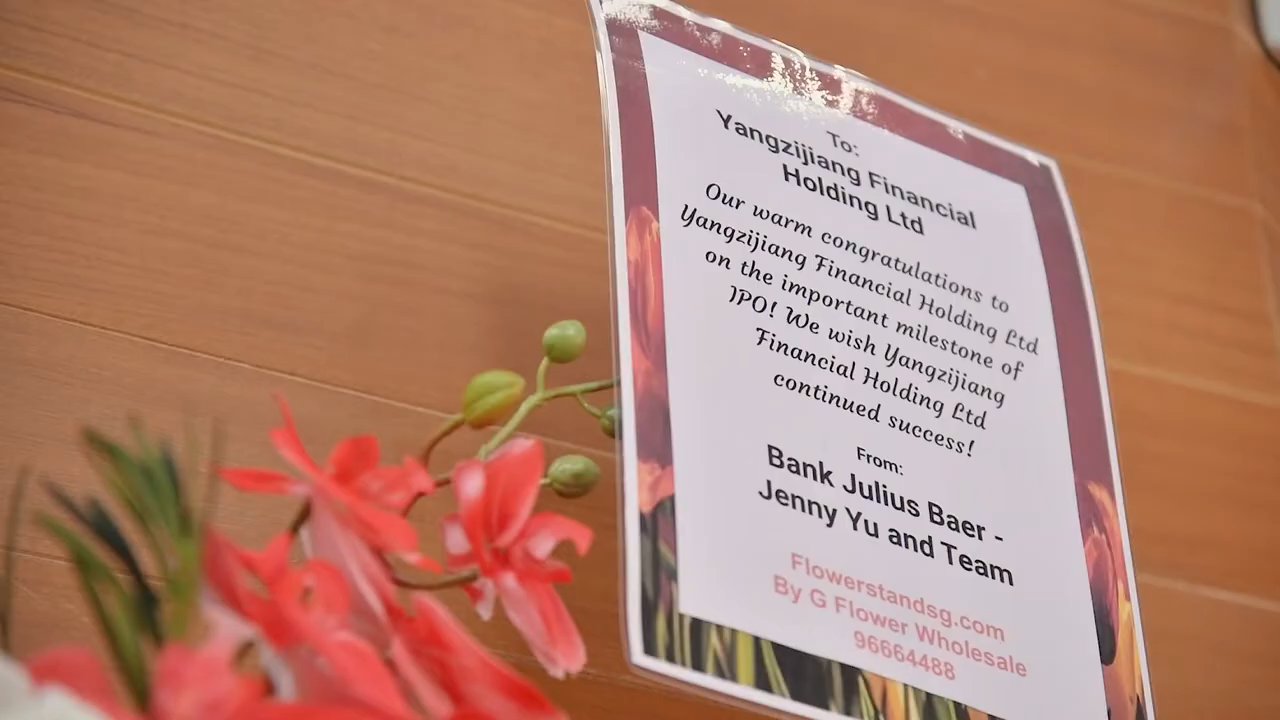 To:
Yangzijiang Financial
Holding Ltd
Our warm congratulations to
Yangzijiang Financial Holding Ltd
on the important milestone of
IPO! We wish Yangzijiang
Financial Holding Ltd
continued success!
From:
Bank Julius Baer -
Jenny Yu and Team
Flowerstandsg.com
By G Flower Wholesale
96664488